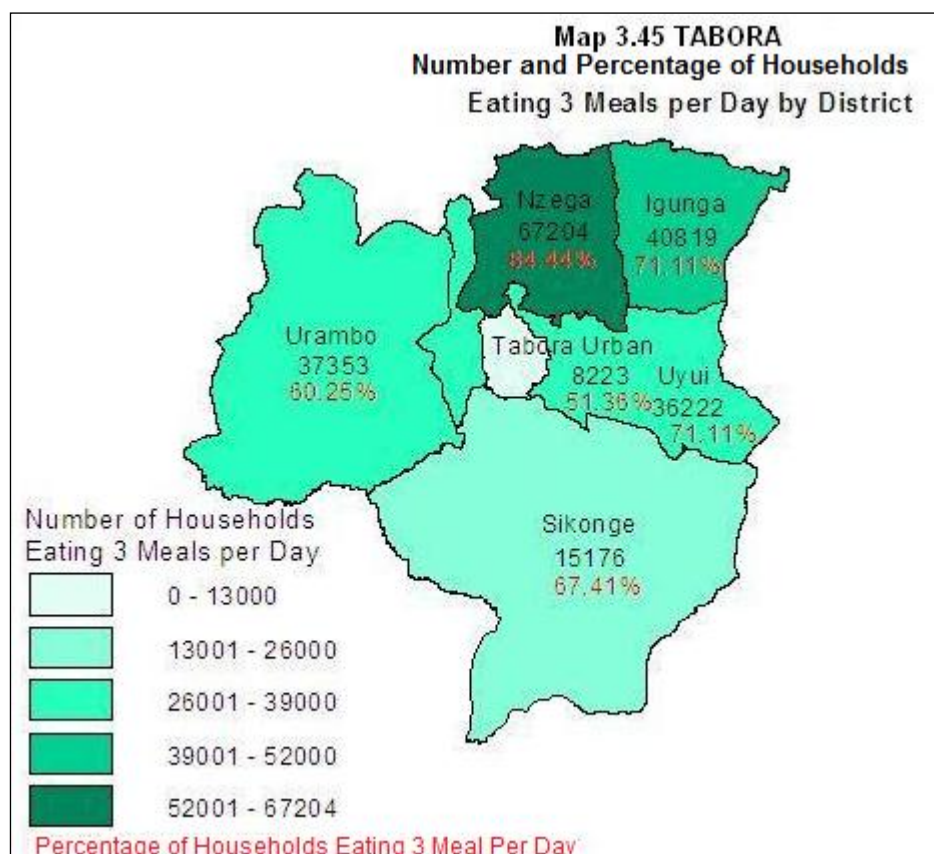 Map 3.45 TABORA
Number and Percentage of Households
Eating 3 Meals per Day by District
Nzega
67204
84.44%
Igunga
40819
71.11%
Urambo
37353
60.25%
Tabora Urban
8223
51.36%
Uyui
36222
71.11%
Sikonge
15176
67.41%
Number of Households
Eating 3 Meals per Day
0 - 13000
13001 - 26000
26001 - 39000
39001 - 52000
52001 - 67204
Percentage of Households Eating 3 Meal Per Day